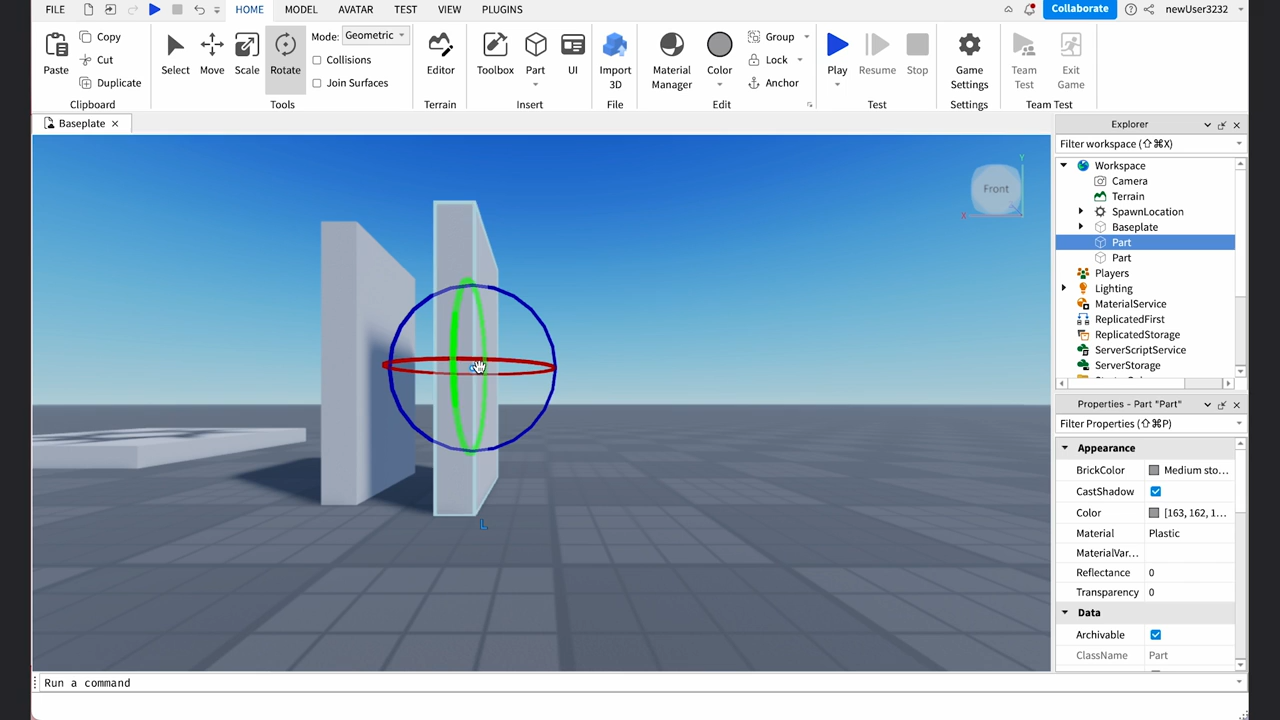 FILE HOME MODEL AVATAR TEST VIEW PLUGINS Collaborate newUser3232
Paste Copy Cut Duplicate Clipboard
Select Move Scale Rotate Mode: Geometric Collisions Join Surfaces Tools
Editor Terrain
Toolbox Part UI Insert
Import 3D File
Material Manager Color Group Lock Anchor Edit
Play Resume Stop Test
Game Settings Settings
Team Test Exit Game Team Test
Baseplate
Front
Y
X
L
Explorer
Filter workspace (⇧⌘X)
Workspace
Camera
Terrain
SpawnLocation
Baseplate
Part
Part
Players
Lighting
MaterialService
ReplicatedFirst
ReplicatedStorage
ServerScriptService
ServerStorage
Properties - Part "Part"
Filter Properties (⇧⌘P)
Appearance
BrickColor Medium sto...
CastShadow
Color [163, 162, 1...
Material Plastic
MaterialVar...
Reflectance 0
Transparency 0
Data
Archivable
ClassName Part
Run a command